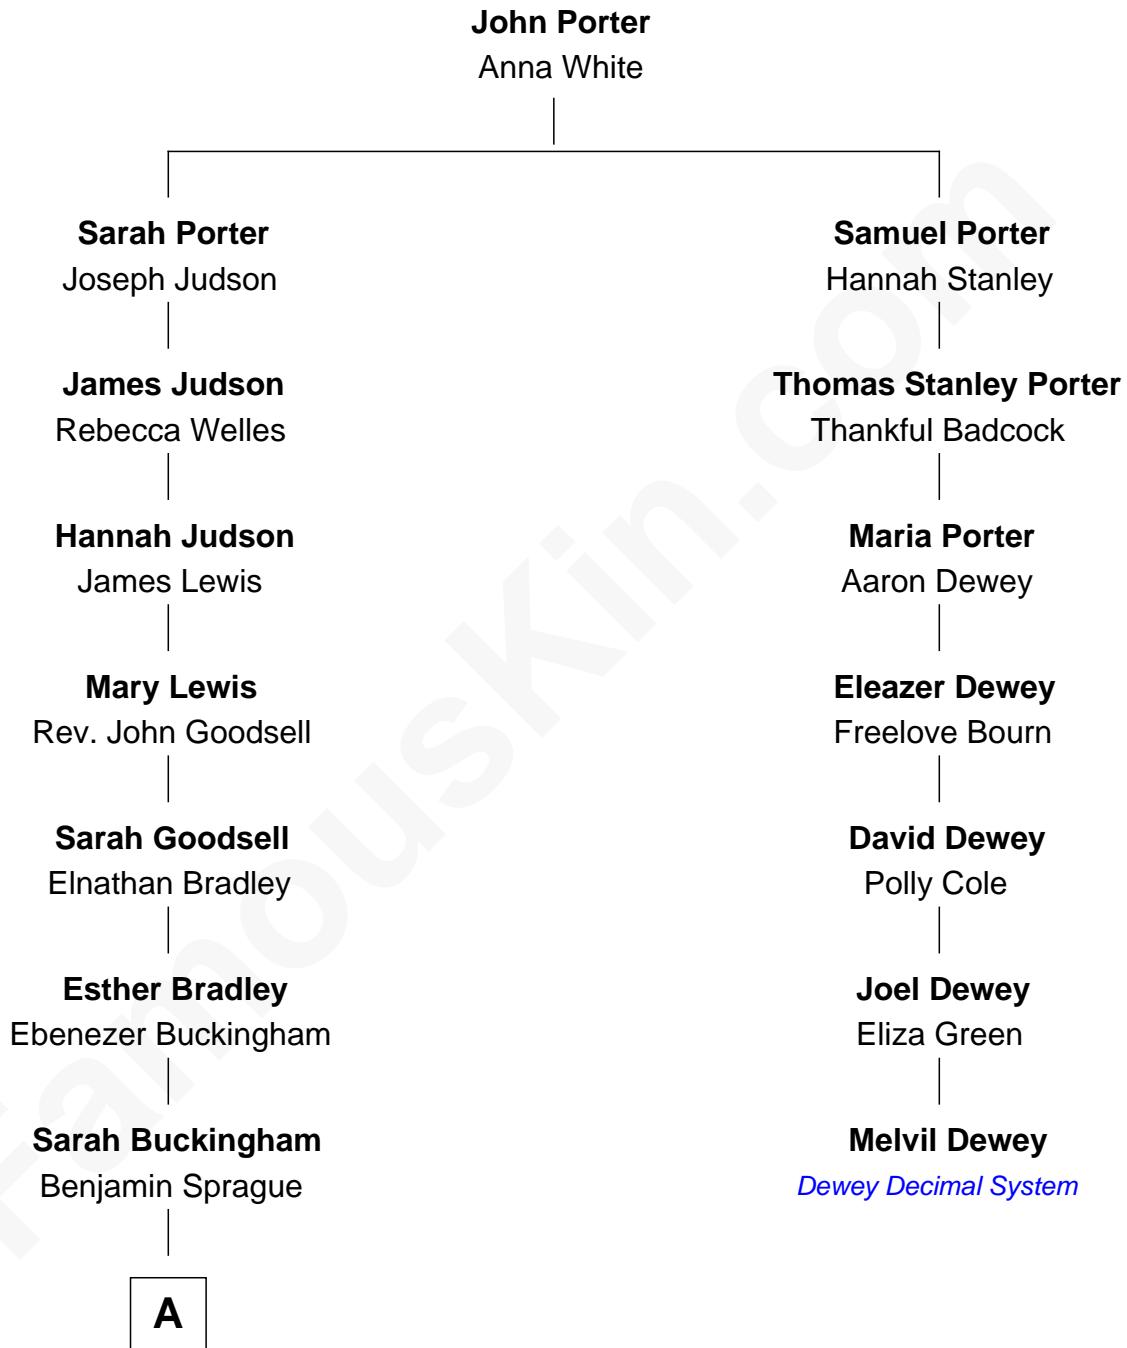 John Porter
Anna White
Sarah Porter
Joseph Judson
Samuel Porter
Hannah Stanley
James Judson
Rebecca Welles
Thomas Stanley Porter
Thankful Badcock
Hannah Judson
James Lewis
Maria Porter
Aaron Dewey
Mary Lewis
Rev. John Goodsell
Eleazer Dewey
Freelove Bourn
Sarah Goodsell
Elnathan Bradley
David Dewey
Polly Cole
Esther Bradley
Ebenezer Buckingham
Joel Dewey
Eliza Green
Sarah Buckingham
Benjamin Sprague
Melvil Dewey
Dewey Decimal System
A
FamousKin.com